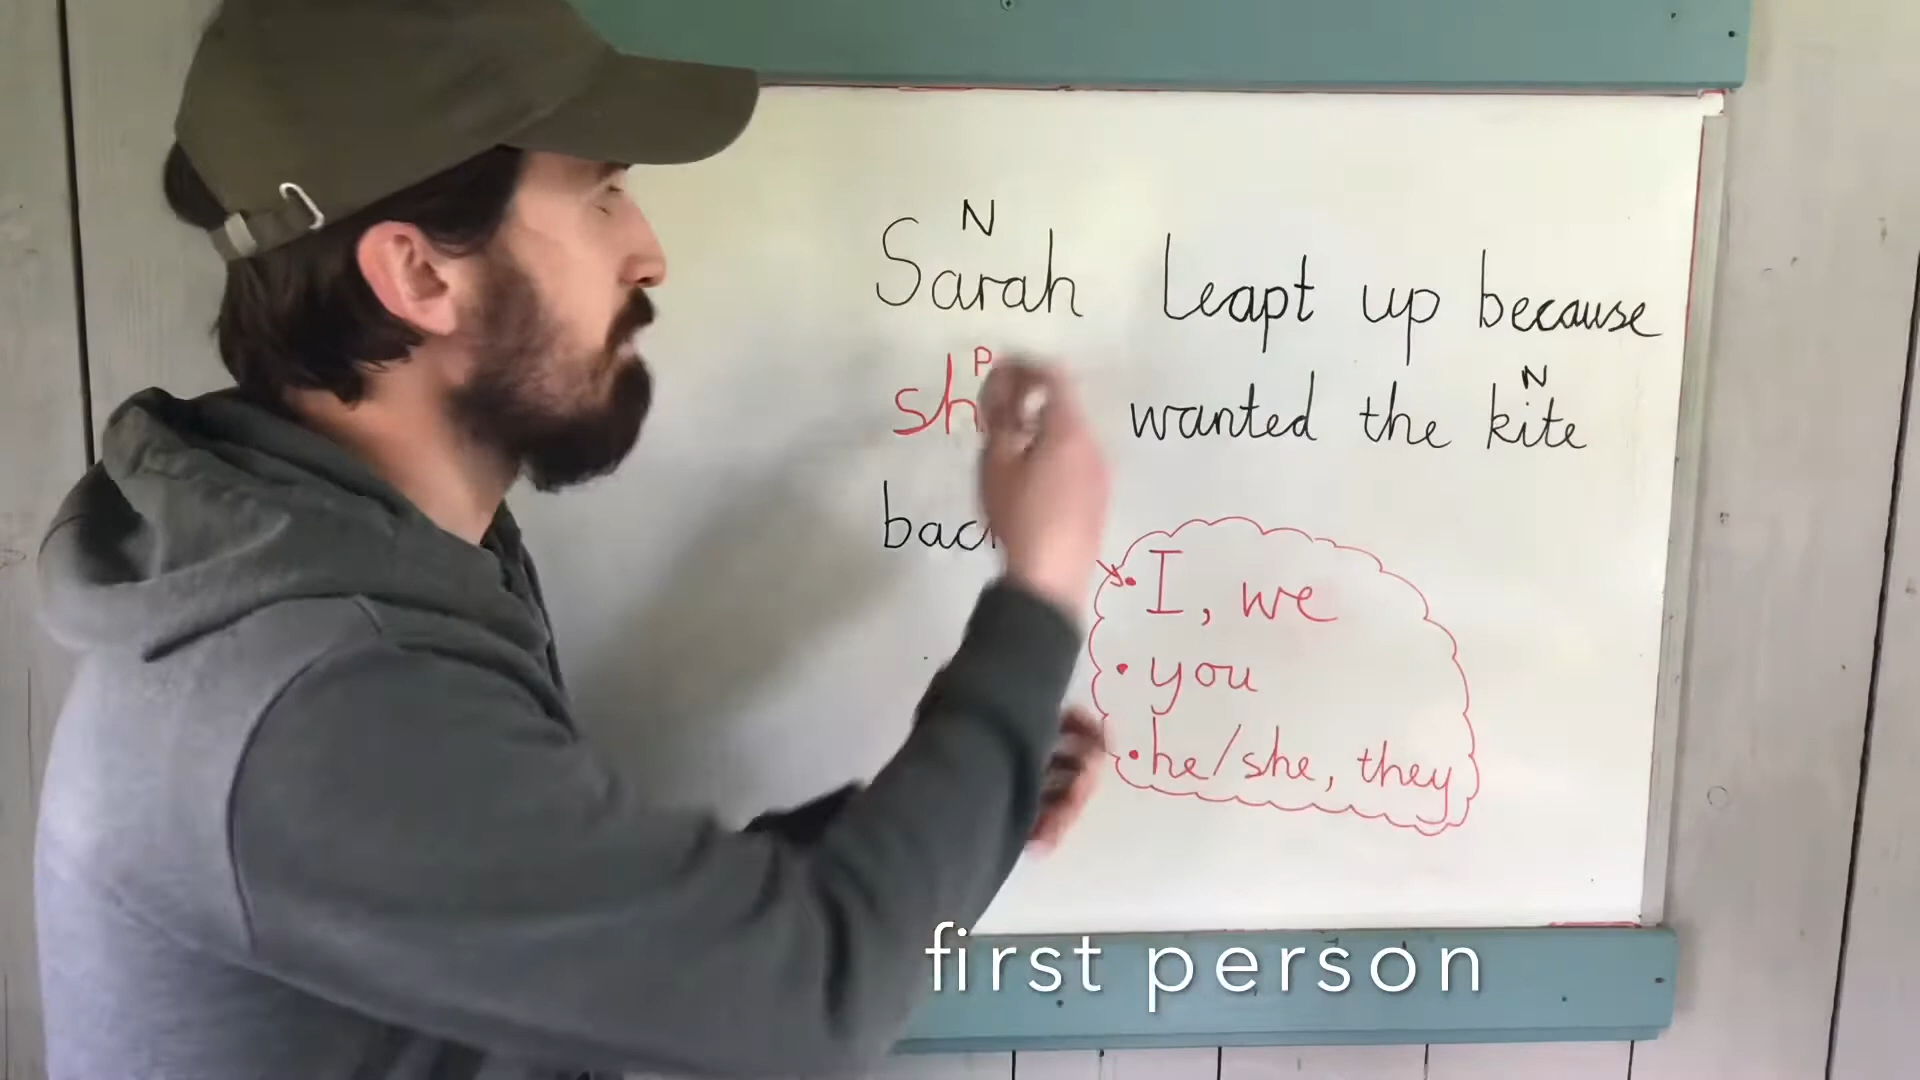 N
Sarah leapt up because
P N
wanted the kite
I, we
• you
• he/she, they
first person